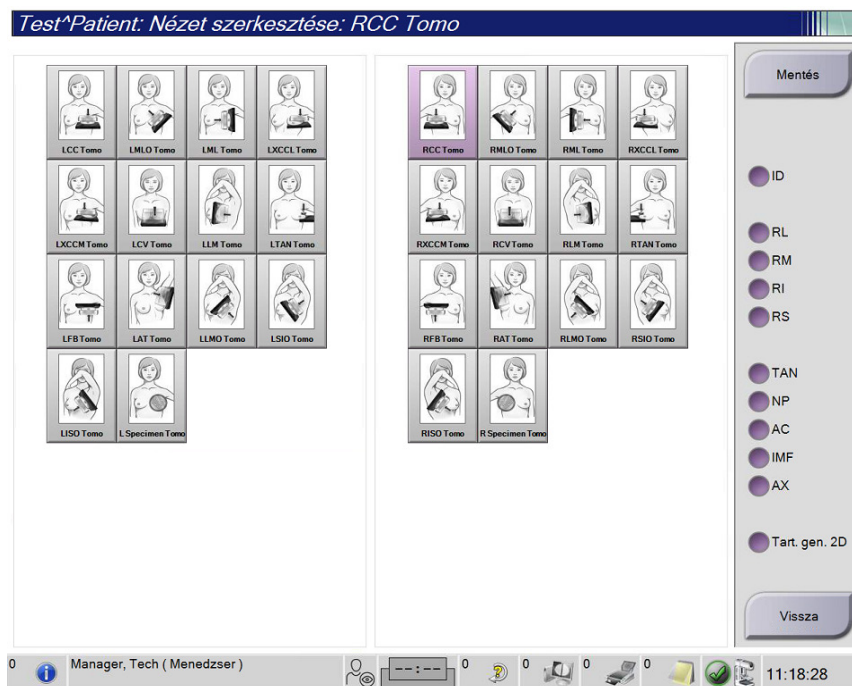 Test^Patient: Nézet szerkesztése: RCC Tomo
LCC Tomo LMLO Tomo LML Tomo LXCCL Tomo
LXCCM Tomo LCV Tomo LLM Tomo LTAN Tomo
LFB Tomo LAT Tomo LLMO Tomo LSIO Tomo
LISO Tomo L Specimen Tomo
RCC Tomo RMLO Tomo RML Tomo RXCCL Tomo
RXCCM Tomo RCV Tomo RLM Tomo RTAN Tomo
RFB Tomo RAT Tomo RLMO Tomo RSIO Tomo
RISO Tomo R Specimen Tomo
Mentés
ID
RL
RM
RI
RS
TAN
NP
AC
IMF
AX
Tart. gen. 2D
Vissza
0 Manager, Tech ( Menedzser ) --:-- 0 0 0 0 11:18:28